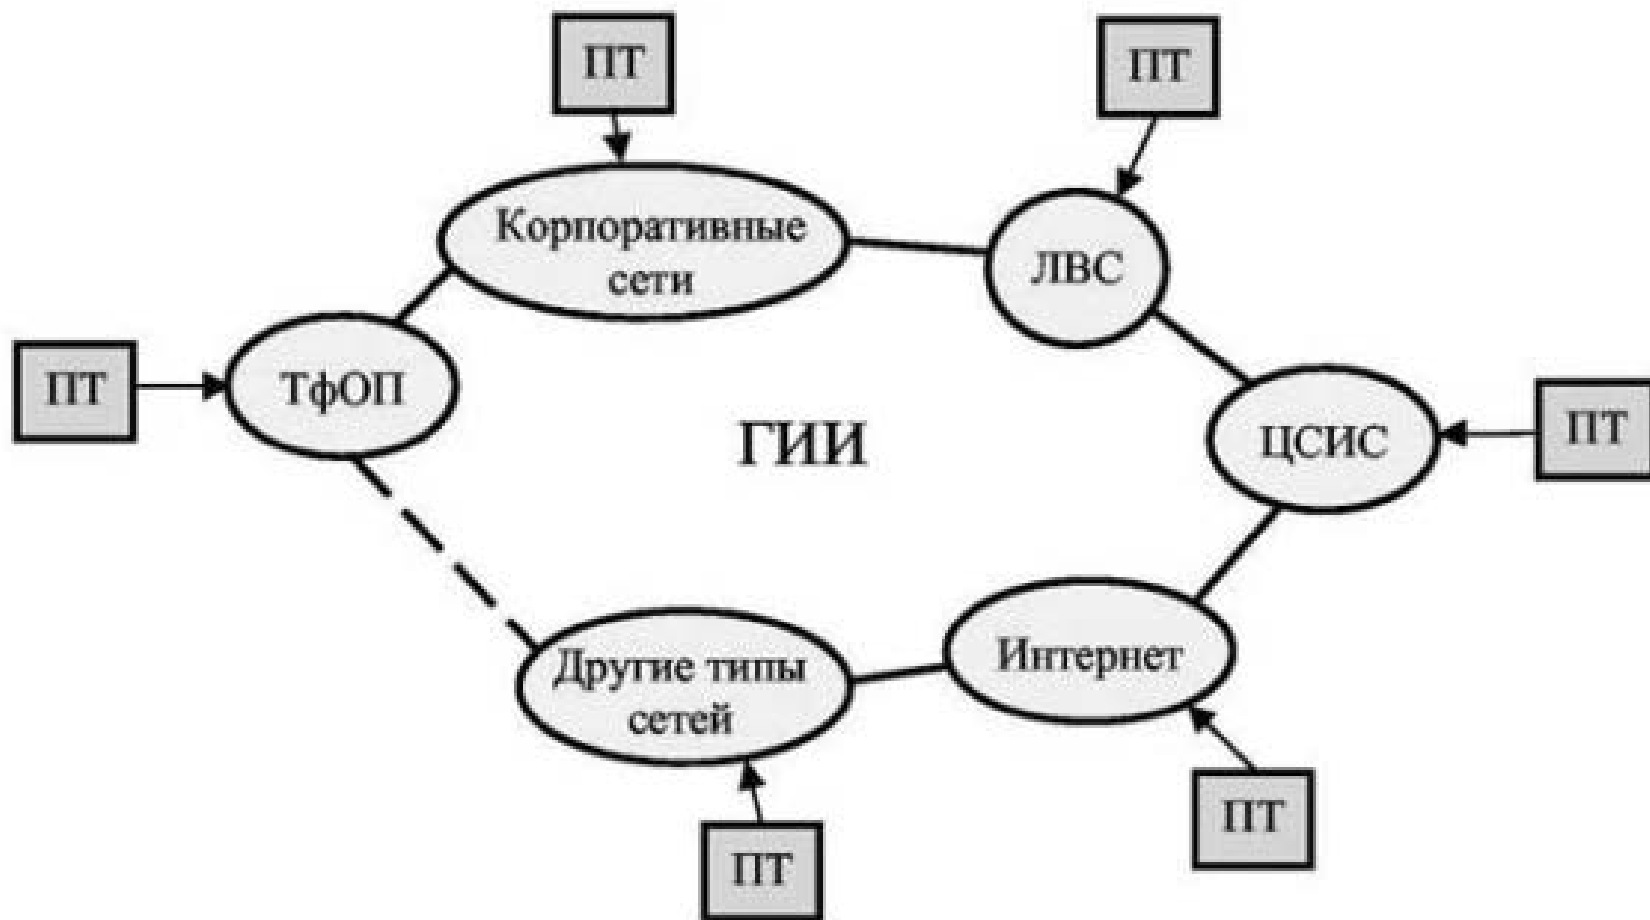 ПТ
ПТ
Корпоративные
сети
ЛВС
ПТ
ТфОП
ГИИ
ЦСИС
ПТ
Другие типы
сетей
Интернет
ПТ
ПТ